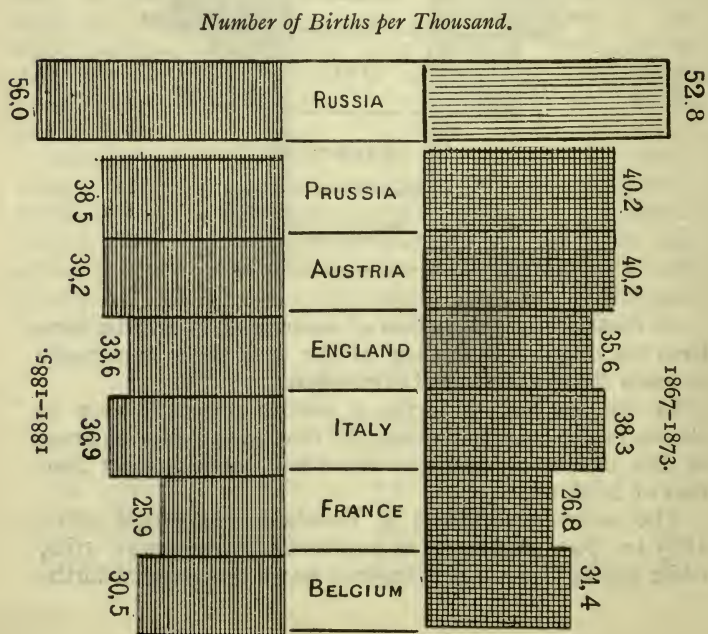 Number of Births per Thousand.
56,0
RUSSIA
52.8
38 5
PRUSSIA
40.2
39,2
AUSTRIA
40,2
33,6
ENGLAND
35.6
1881-1885.
36,9
ITALY
38.3
1867-1873.
25,9
FRANCE
26,8
30,5
BELGIUM
31,4